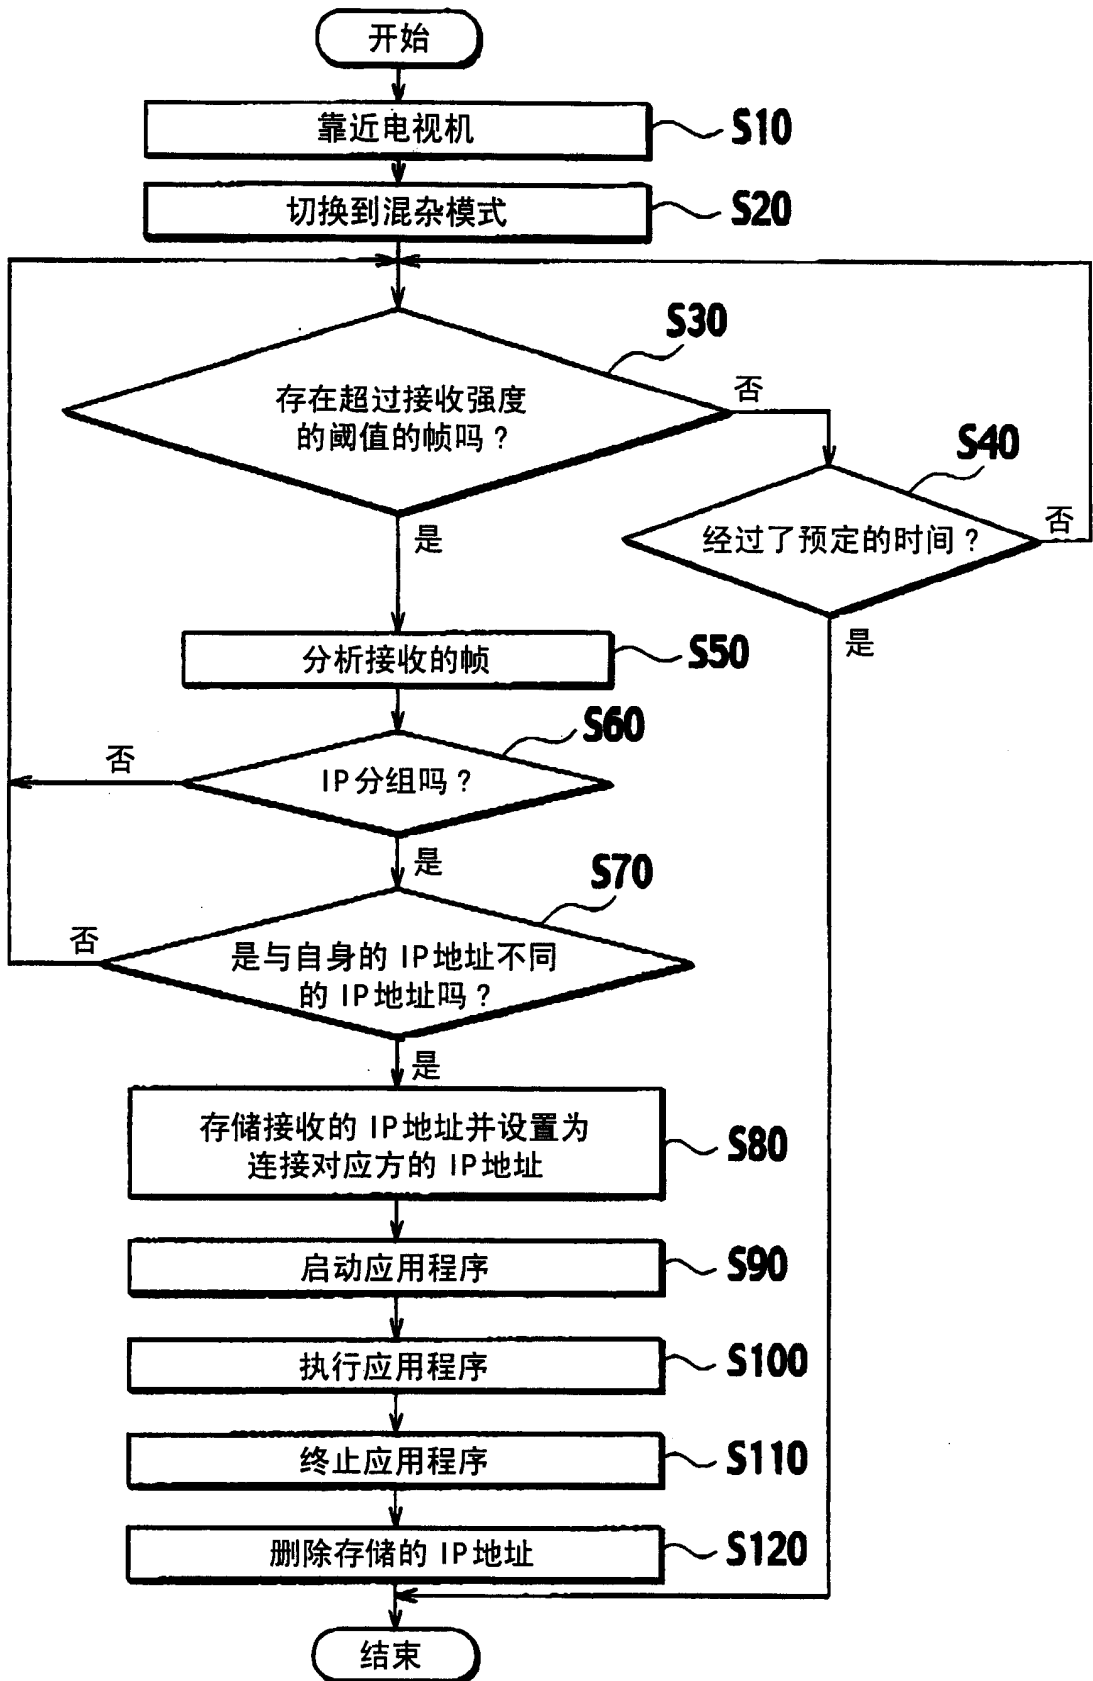 开始
靠近电视机
S10
切换到混杂模式
S20
S30
存在超过接收强度
的阈值的帧吗？
否
S40
经过了预定的时间？
否
是
是
分析接收的帧
S50
S60
IP分组吗？
否
是
S70
否
是与自身的 IP地址不同
的 IP地址吗？
是
存储接收的 IP地址并设置为
连接对应方的 IP地址
S80
启动应用程序
S90
执行应用程序
S100
终止应用程序
S110
删除存储的 IP地址
S120
结束